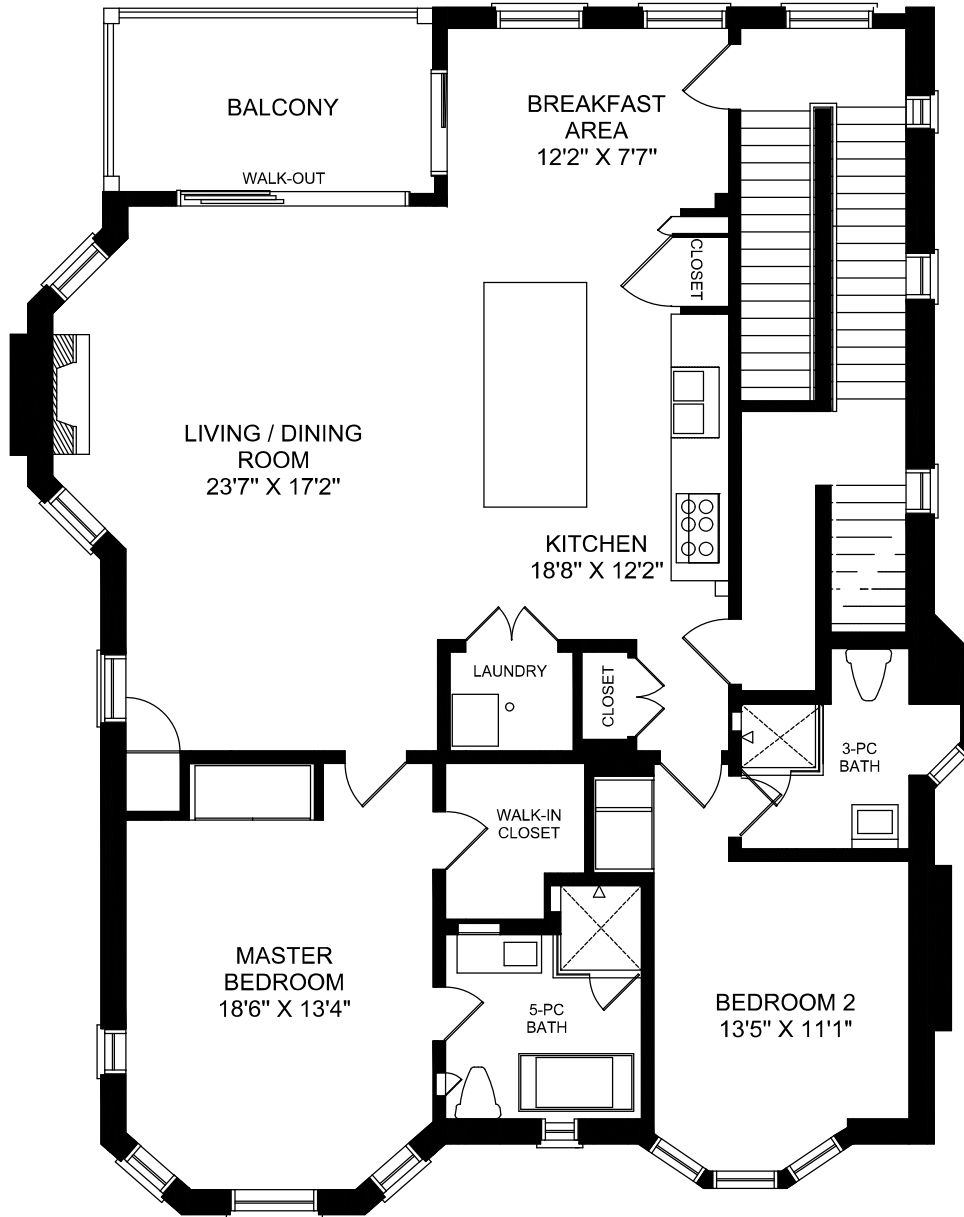 BALCONY
WALK-OUT
BREAKFAST
AREA
12'2" X 7'7"
CLOSET
LIVING / DINING
ROOM
23'7" X 17'2"
KITCHEN
18'8" X 12'2"
LAUNDRY
CLOSET
3-PC
BATH
WALK-IN
CLOSET
MASTER
BEDROOM
18'6" X 13'4"
5-PC
BATH
BEDROOM 2
13'5" X 11'1"